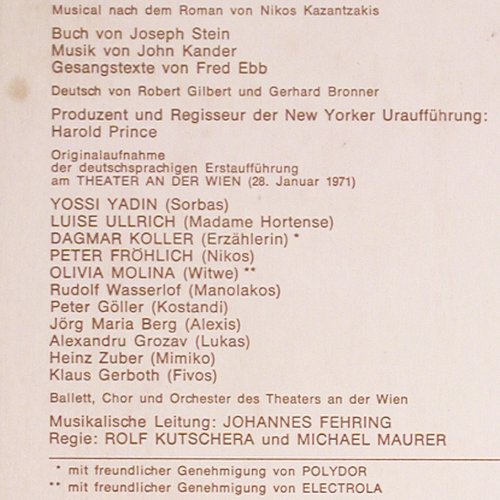 Musical nach dem Roman von Nikos Kazantzakis
Buch von Joseph Stein
Musik von John Kander
Gesangstexte von Fred Ebb
Deutsch von Robert Gilbert und Gerhard Bronner
Produzent und Regisseur der New Yorker Uraufführung:
Harold Prince
Originalaufnahme
der deutschsprachigen Erstaufführung
am THEATER AN DER WIEN (28. Januar 1971)
YOSSI YADIN (Sorbas)
LUISE ULLRICH (Madame Hortense)
DAGMAR KOLLER (Erzählerin) *
PETER FRÖHLICH (Nikos)
OLIVIA MOLINA (Witwe) **
Rudolf Wasserlof (Manolakos)
Peter Göller (Kostandi)
Jörg Maria Berg (Alexis)
Alexandru Grozav (Lukas)
Heinz Zuber (Mimiko)
Klaus Gerboth (Fivos)
Ballett, Chor und Orchester des Theaters an der Wien
Musikalische Leitung: JOHANNES FEHRING
Regie: ROLF KUTSCHERA und MICHAEL MAURER
* mit freundlicher Genehmigung von POLYDOR
** mit freundlicher Genehmigung von ELECTROLA